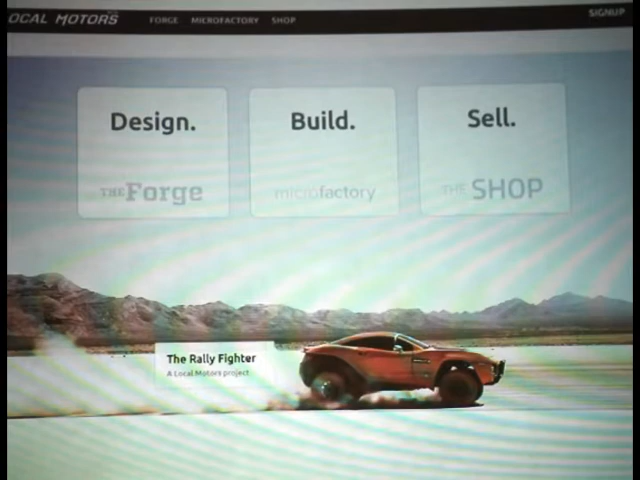 LOCAL MOTORS
FORGE MICROFACTORY SHOP
SIGNUP
Design.
Build.
Sell.
THE Forge
microfactory
THE SHOP
The Rally Fighter
A Local Motors project